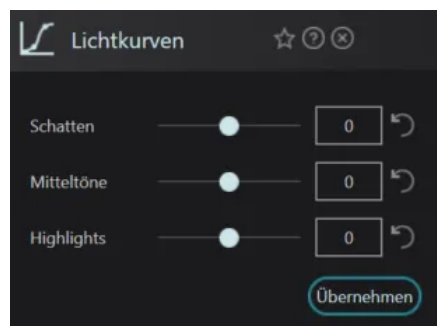 Lichtkurven
Schatten 0
Mitteltöne 0
Highlights 0
Übernehmen